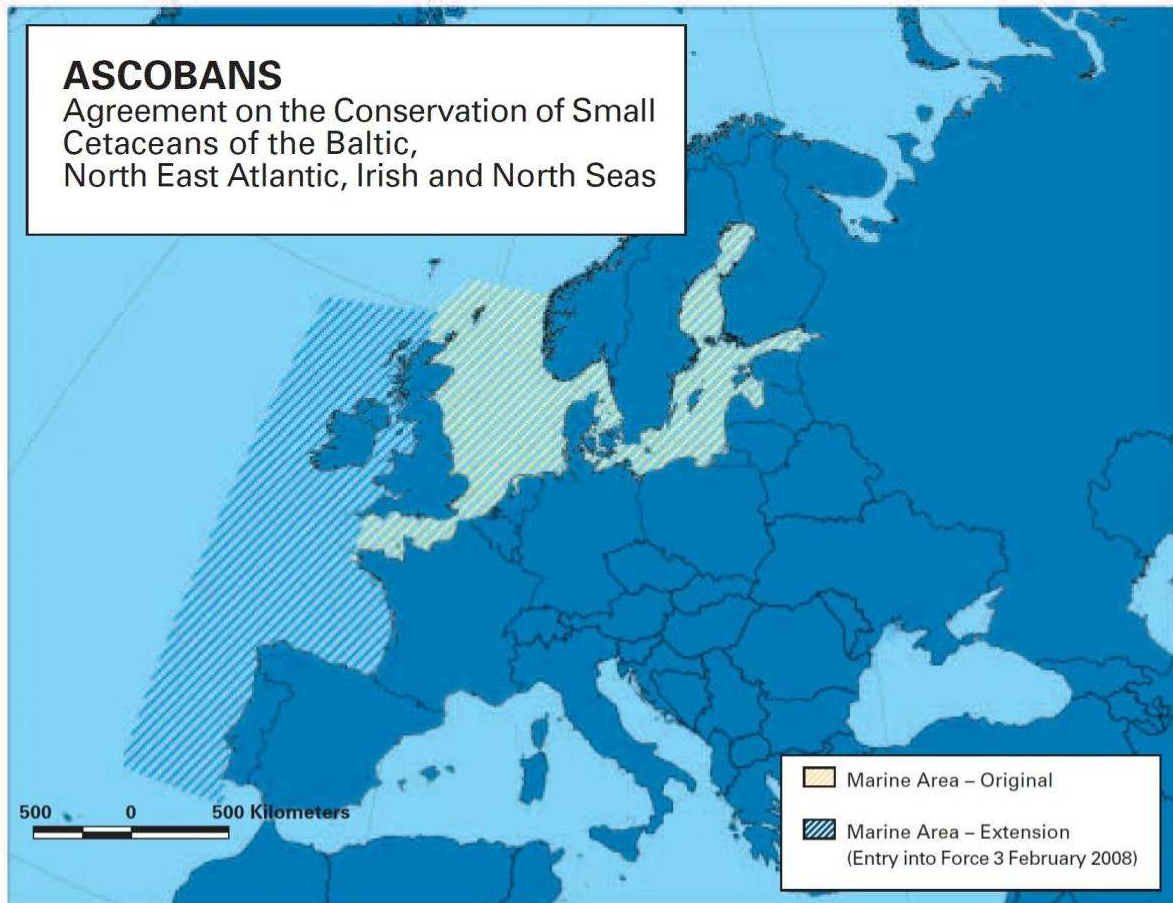 ASCOBANS
Agreement on the Conservation of Small
Cetaceans of the Baltic,
North East Atlantic, Irish and North Seas
500 0 500 Kilometers
Marine Area – Original
Marine Area – Extension
(Entry into Force 3 February 2008)